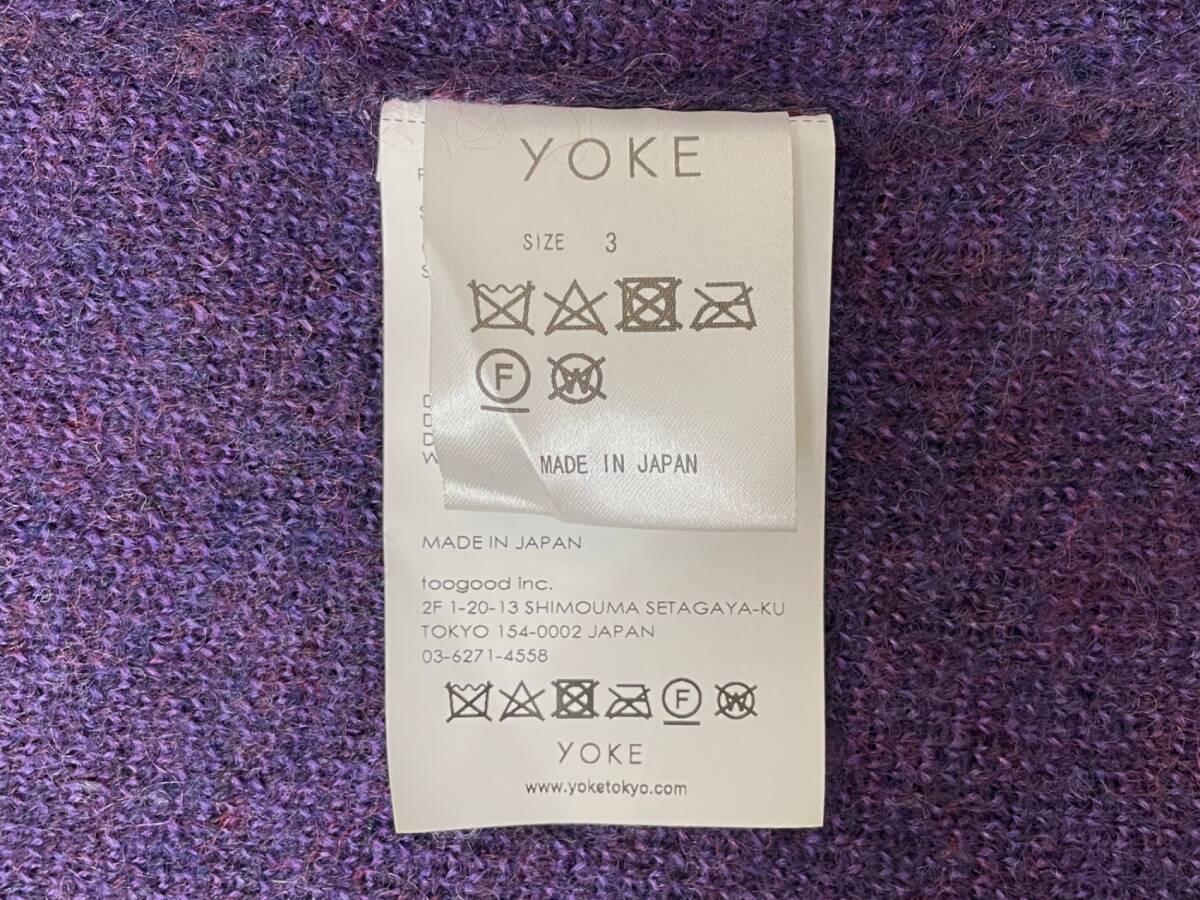 YOKE
SIZE 3
F
W
MADE IN JAPAN
MADE IN JAPAN
toogood inc.
2F 1-20-13 SHIMOUMA SETAGAYA-KU
TOKYO 154-0002 JAPAN
03-6271-4558
F W
YOKE
www.yoketokyo.com